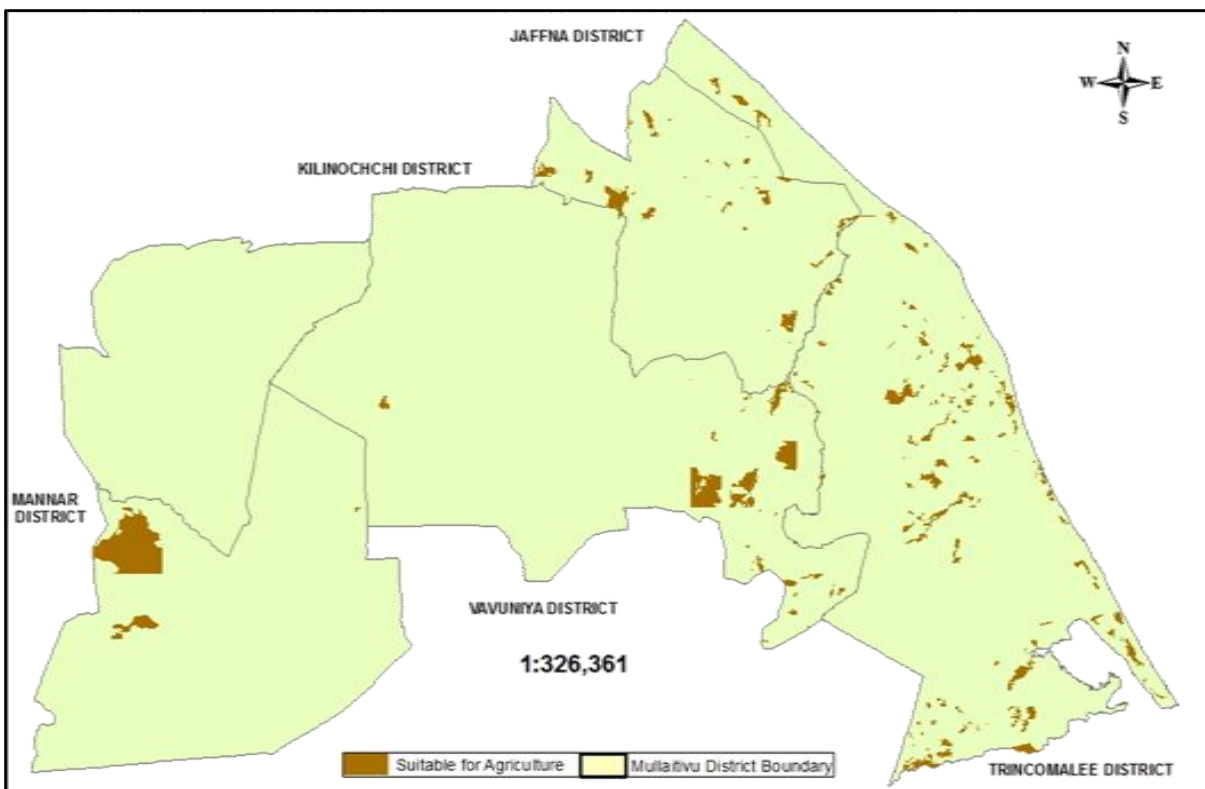 JAFFNA DISTRICT
N
W E
S
KILINOCHCHI DISTRICT
MANNAR
DISTRICT
VAVUNIYA DISTRICT
1:326,361
Suitable for Agriculture Mullaitivu District Boundary
TRINCOMALEE DISTRICT